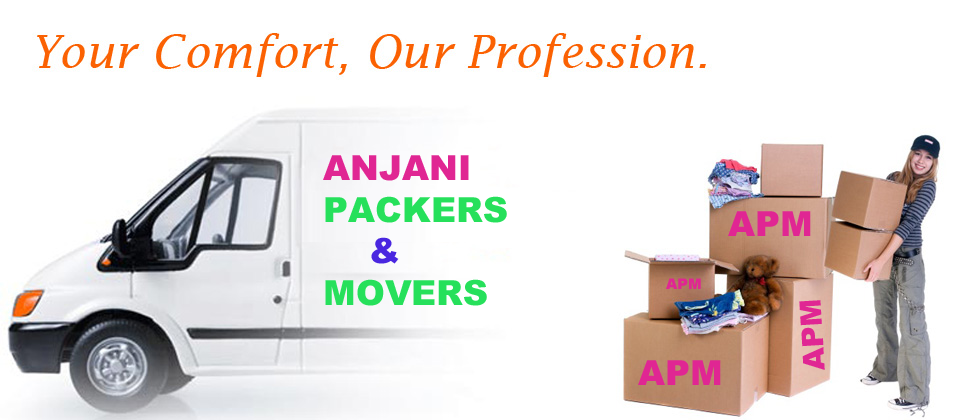 Your Comfort, Our Profession.
ANJANI
PACKERS
&
MOVERS
APM
APM
APM
APM